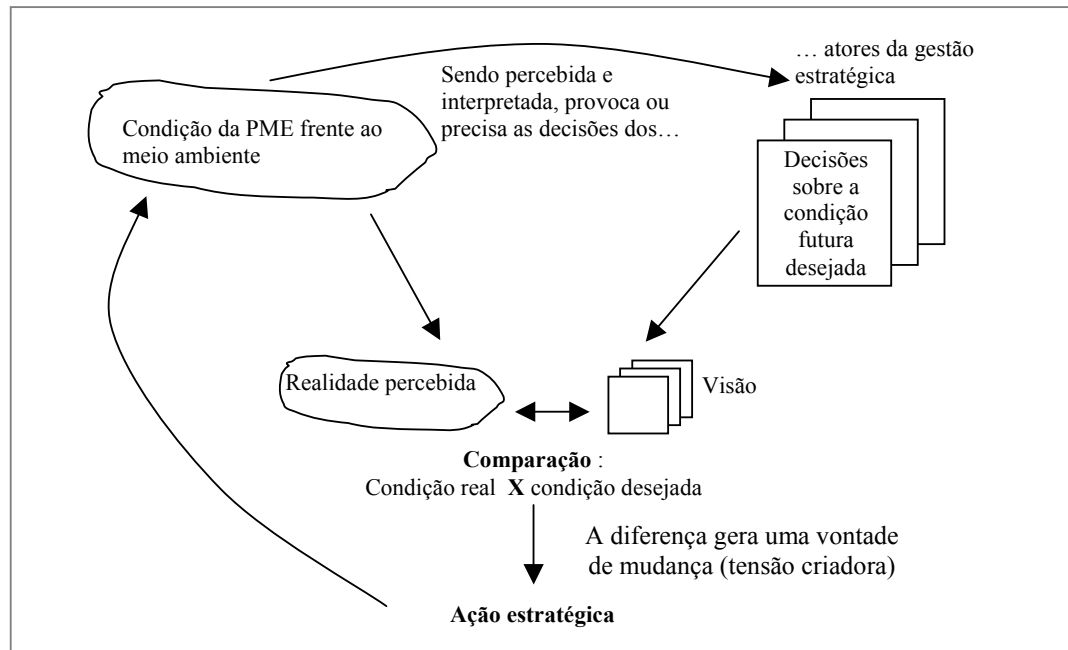 … atores da gestão
estratégica
Sendo percebida e
interpretada, provoca ou
precisa as decisões dos…
Condição da PME frente ao
meio ambiente
Decisões
sobre a
condição
futura
desejada
Realidade percebida
Visão
Comparação :
Condição real X condição desejada
A diferença gera uma vontade
de mudança (tensão criadora)
Ação estratégica